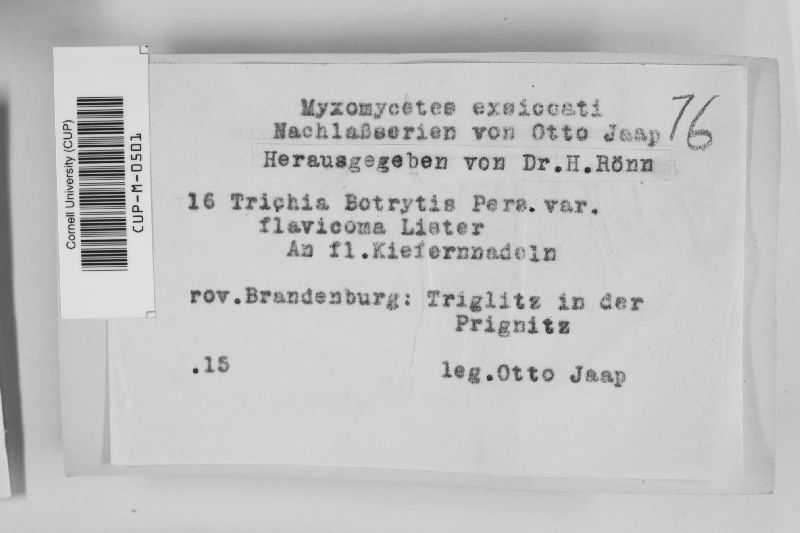 Cornell University (CUP)
CUP-M-0501
76
Myxomycetes exsiccati
Nachlaßserien von Otto Jaap
Herausgegeben von Dr.H.Rönn
16 Trichia Botrytis Pers. var.
flavicoma Lister
An fl.Kiefernnadeln
rov.Brandenburg: Triglitz in der
Prignitz
.15 leg.Otto Jaap